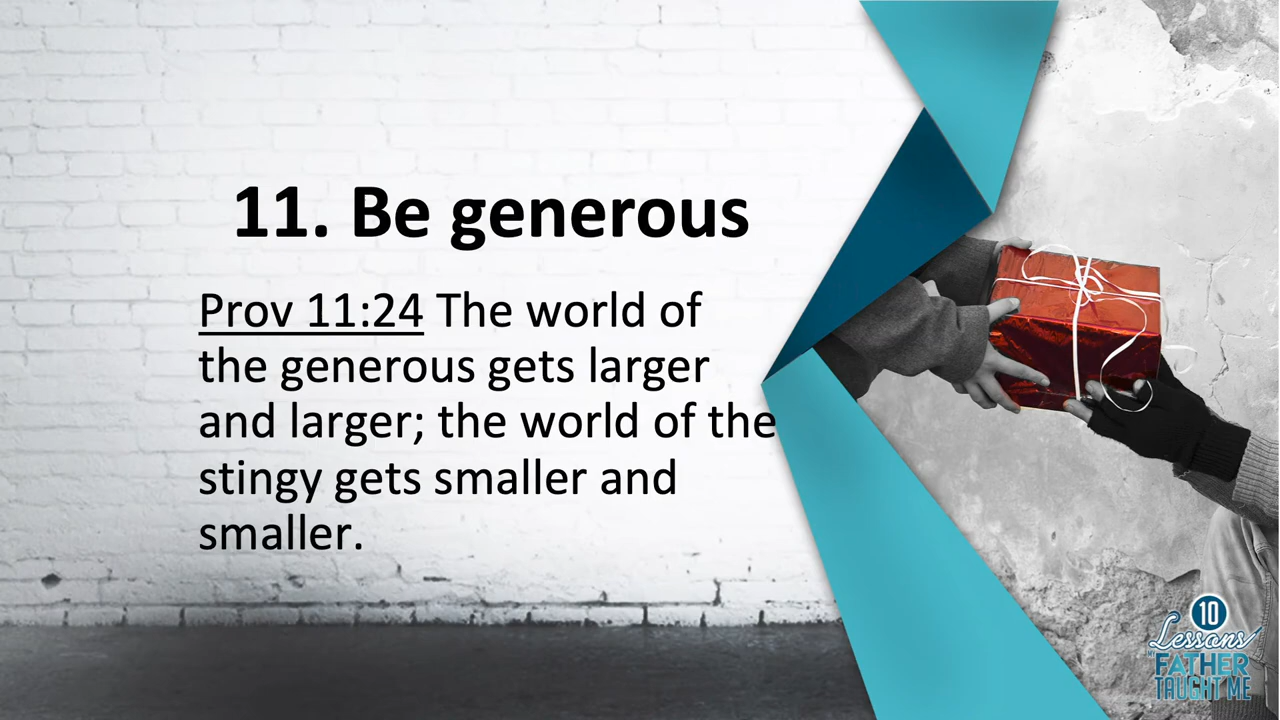 11. Be generous
Prov 11:24 The world of
the generous gets larger
and larger; the world of the
stingy gets smaller and
smaller.
10
Lessons
MY
FATHER
TAUGHT ME